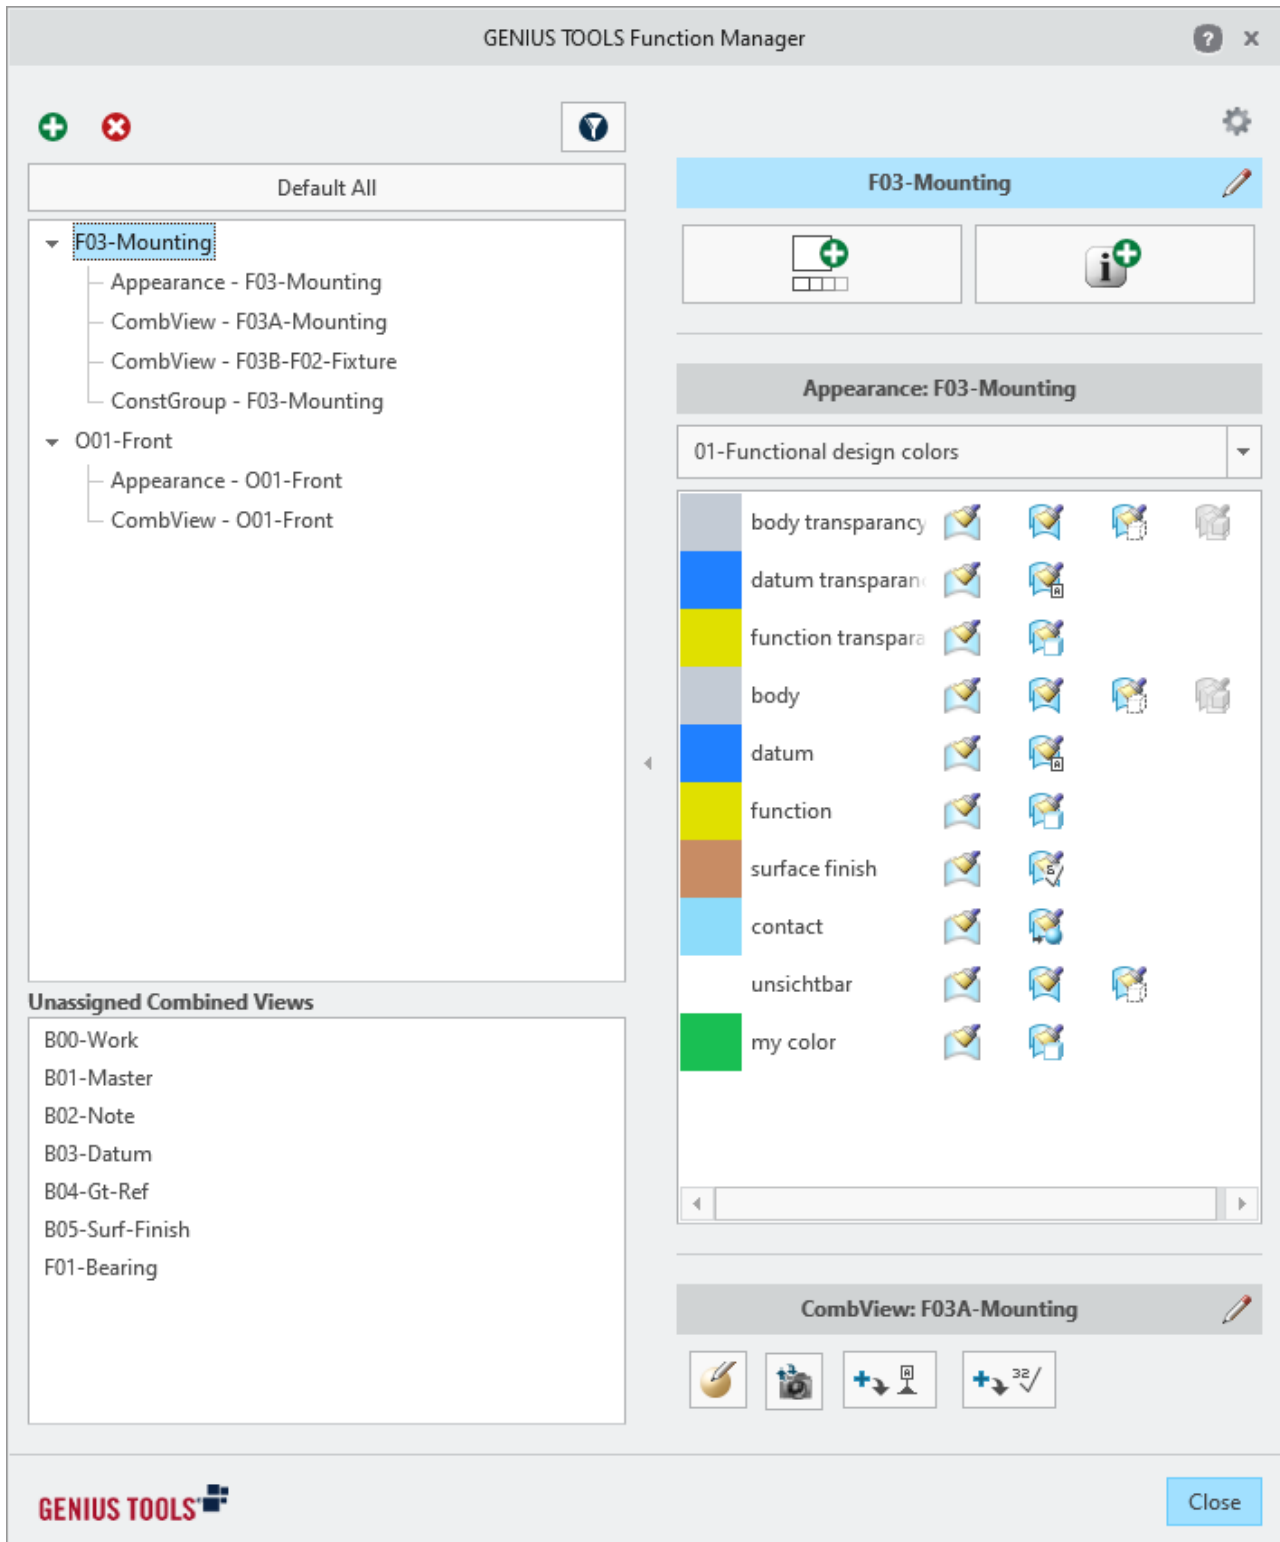 GENIUS TOOLS Function Manager
Default All
F03-Mounting
Appearance - F03-Mounting
CombView - F03A-Mounting
CombView - F03B-F02-Fixture
ConstGroup - F03-Mounting
O01-Front
Appearance - O01-Front
CombView - O01-Front
Unassigned Combined Views
B00-Work
B01-Master
B02-Note
B03-Datum
B04-Gt-Ref
B05-Surf-Finish
F01-Bearing
F03-Mounting
Appearance: F03-Mounting
01-Functional design colors
body transparancy
datum transparan
function transpara
body
datum
function
surface finish
contact
unsichtbar
my color
CombView: F03A-Mounting
A
32
GENIUS TOOLS
Close